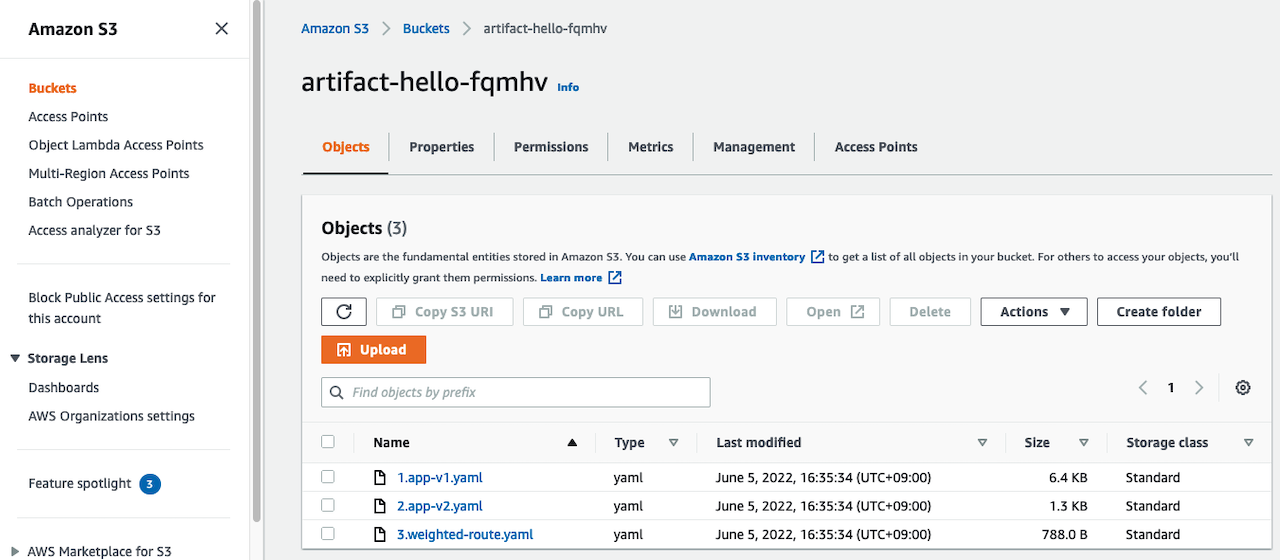 Amazon S3
Buckets
Access Points
Object Lambda Access Points
Multi-Region Access Points
Batch Operations
Access analyzer for S3
Block Public Access settings for
this account
Storage Lens
Dashboards
AWS Organizations settings
Feature spotlight 3
AWS Marketplace for S3
Amazon S3 Buckets artifact-hello-fqmhv
artifact-hello-fqmhv Info
Objects Properties Permissions Metrics Management Access Points
Objects (3)
Objects are the fundamental entities stored in Amazon S3. You can use Amazon S3 inventory to get a list of all objects in your bucket. For others to access your objects, you'll
need to explicitly grant them permissions. Learn more
Copy S3 URI Copy URL Download Open Delete Actions Create folder
Upload
Find objects by prefix 1
Name Type Last modified Size Storage class
1.app-v1.yaml yaml June 5, 2022, 16:35:34 (UTC+09:00) 6.4 KB Standard
2.app-v2.yaml yaml June 5, 2022, 16:35:34 (UTC+09:00) 1.3 KB Standard
3.weighted-route.yaml yaml June 5, 2022, 16:35:34 (UTC+09:00) 788.0 B Standard